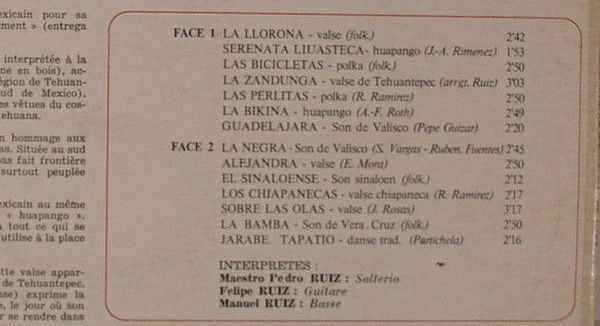 exicain pour sa
ment » (entrega
interprétée à la
ne en bois), ac-
égion de Tehuan-
ud de Mexico).
es vêtues du cos-
ehuana.
n hommage aux
as. Située au sud
pas fait frontière
surtout peuplée
exicain au même
« huapango ».
à tout ce qui se
'utilise à la place
tte valse appar-
de Tehuantepec.
use) exprime la
e, le jour où son
r se rendre dans
FACE 1 LA LLORONA - valse (folk.) 2'42
SERENATA LIUASTECA- huapango (J.-A. Rimenez) 1'53
LAS BICICLETAS - polka (folk.) 2'50
LA ZANDUNGA - valse de Tehuantepec (arrgt. Ruiz) 3'03
LAS PERLITAS - polka (R. Ramirez) 2'50
LA BIKINA - huapango (A.-F. Roth) 2'49
GUADELAJARA - Son de Valisco (Pepe Guizar) 2'20
FACE 2 LA NEGRA - Son de Valisco (S. Vargas - Ruben. Fuentes) 2'45
ALEJANDRA - valse (E. Mora) 2'50
EL SINALOENSE - Son sinaloen (folk.) 2'12
LOS CHIAPANECAS - valse chiapaneca (R. Ramirez) 2'17
SOBRE LAS OLAS - valse (J. Rosas) 3'17
LA BAMBA - Son de Vera Cruz (folk.) 2'50
JARABE TAPATIO - danse trad. (Partichela) 2'16
INTERPRETES :
Maestro Pedro RUIZ : Salterio
Felipe RUIZ : Guitare
Manuel RUIZ : Basse